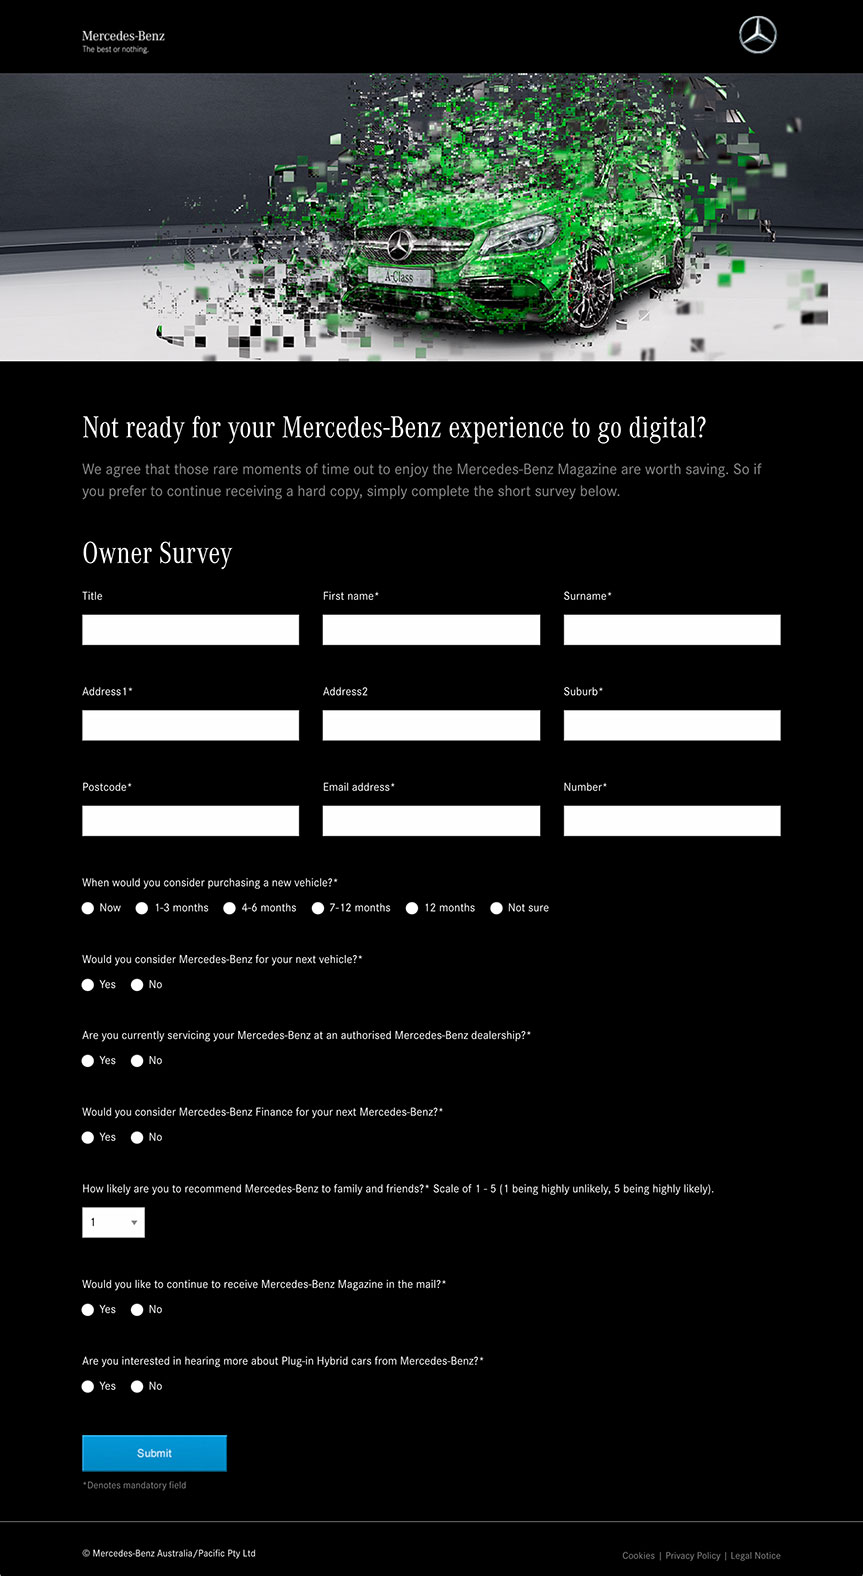 Mercedes-Benz
The best or nothing.
A-Class
Not ready for your Mercedes-Benz experience to go digital?
We agree that those rare moments of time out to enjoy the Mercedes-Benz Magazine are worth saving. So if
you prefer to continue receiving a hard copy, simply complete the short survey below.
Owner Survey
Title First name* Surname*
Address1* Address2 Suburb*
Postcode* Email address* Number*
When would you consider purchasing a new vehicle?*
Now 1-3 months 4-6 months 7-12 months 12 months Not sure
Would you consider Mercedes-Benz for your next vehicle?*
Yes No
Are you currently servicing your Mercedes-Benz at an authorised Mercedes-Benz dealership?*
Yes No
Would you consider Mercedes-Benz Finance for your next Mercedes-Benz?*
Yes No
How likely are you to recommend Mercedes-Benz to family and friends?* Scale of 1 - 5 (1 being highly unlikely, 5 being highly likely).
1
Would you like to continue to receive Mercedes-Benz Magazine in the mail?*
Yes No
Are you interested in hearing more about Plug-in Hybrid cars from Mercedes-Benz?*
Yes No
Submit
*Denotes mandatory field
© Mercedes-Benz Australia/Pacific Pty Ltd
Cookies | Privacy Policy | Legal Notice